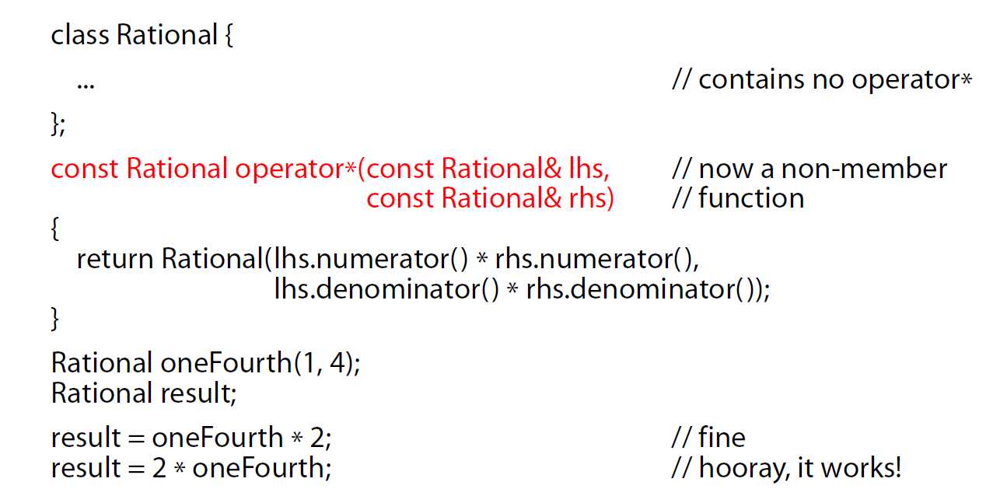 class Rational {
... // contains no operator*
};
const Rational operator*(const Rational& lhs, // now a non-member
const Rational& rhs) // function
{
return Rational(lhs.numerator() * rhs.numerator(),
lhs.denominator() * rhs.denominator());
}
Rational oneFourth(1, 4);
Rational result;
result = oneFourth * 2; // fine
result = 2 * oneFourth; // hooray, it works!